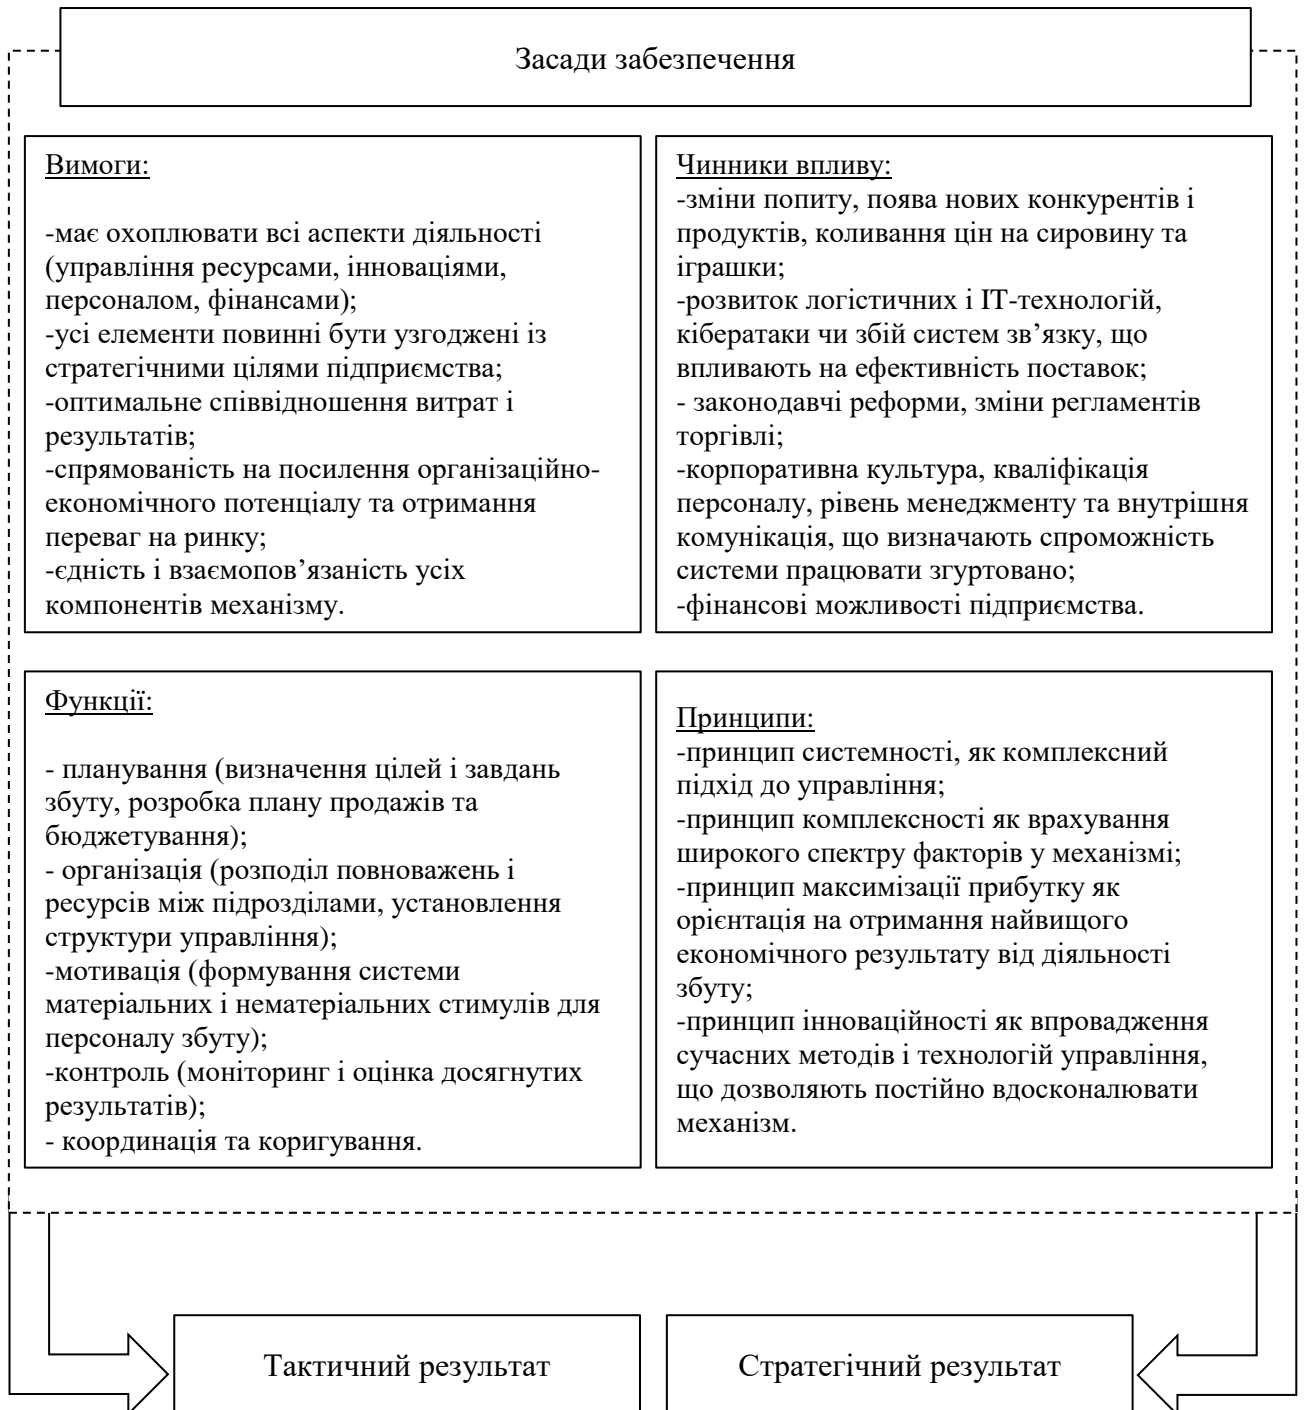 Засади забезпечення
Вимоги:
-має охоплювати всі аспекти діяльності
(управління ресурсами, інноваціями,
персоналом, фінансами);
-усі елементи повинні бути узгоджені із
стратегічними цілями підприємства;
-оптимальне співвідношення витрат і
результатів;
-спрямованість на посилення організаційно-
економічного потенціалу та отримання
переваг на ринку;
-єдність і взаємопов’язаність усіх
компонентів механізму.
Чинники впливу:
-зміни попиту, поява нових конкурентів і
продуктів, коливання цін на сировину та
іграшки;
-розвиток логістичних і ІТ-технологій,
кібератаки чи збій систем зв’язку, що
впливають на ефективність поставок;
- законодавчі реформи, зміни регламентів
торгівлі;
-корпоративна культура, кваліфікація
персоналу, рівень менеджменту та внутрішня
комунікація, що визначають спроможність
системи працювати згуртовано;
-фінансові можливості підприємства.
Функції:
- планування (визначення цілей і завдань
збуту, розробка плану продажів та
бюджетування);
- організація (розподіл повноважень і
ресурсів між підрозділами, установлення
структури управління);
-мотивація (формування системи
матеріальних і нематеріальних стимулів для
персоналу збуту);
-контроль (моніторинг і оцінка досягнутих
результатів);
- координація та коригування.
Принципи:
-принцип системності, як комплексний
підхід до управління;
-принцип комплексності як врахування
широкого спектру факторів у механізмі;
-принцип максимізації прибутку як
орієнтація на отримання найвищого
економічного результату від діяльності
збуту;
-принцип інноваційності як впровадження
сучасних методів і технологій управління,
що дозволяють постійно вдосконалювати
механізм.
Тактичний результат
Стратегічний результат